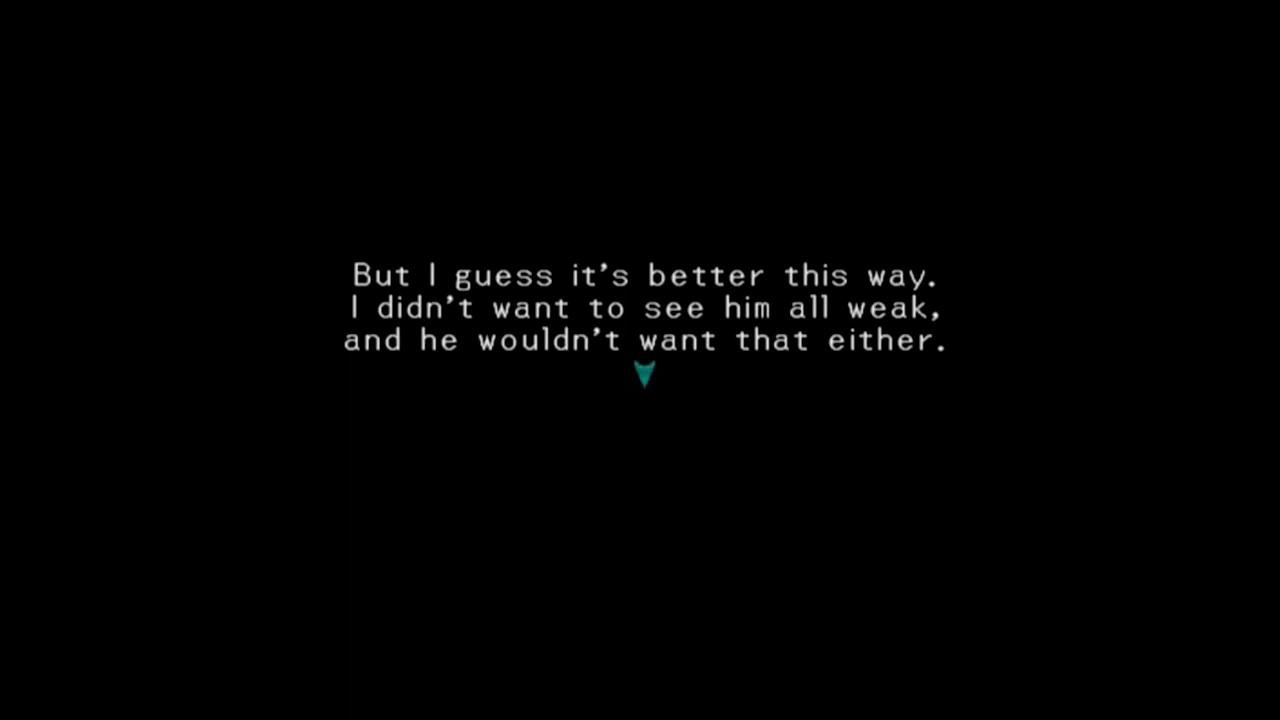 But I guess it's better this way.
I didn't want to see him all weak,
and he wouldn't want that either.